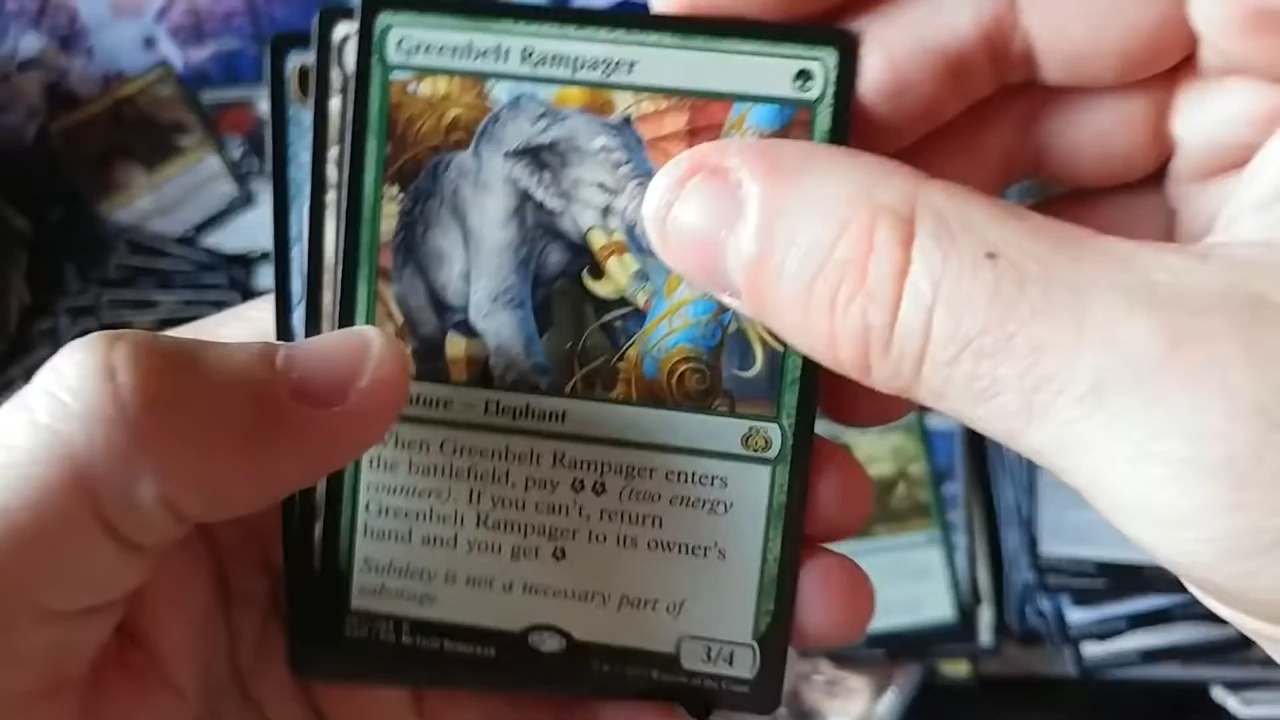 Greenbelt Rampager
ature — Elephant
When Greenbelt Rampager enters
the battlefield, pay (two energy
counters). If you can't, return
Greenbelt Rampager to its owner's
hand and you get
Subtlety is not a necessary part of
sabotage
3/4